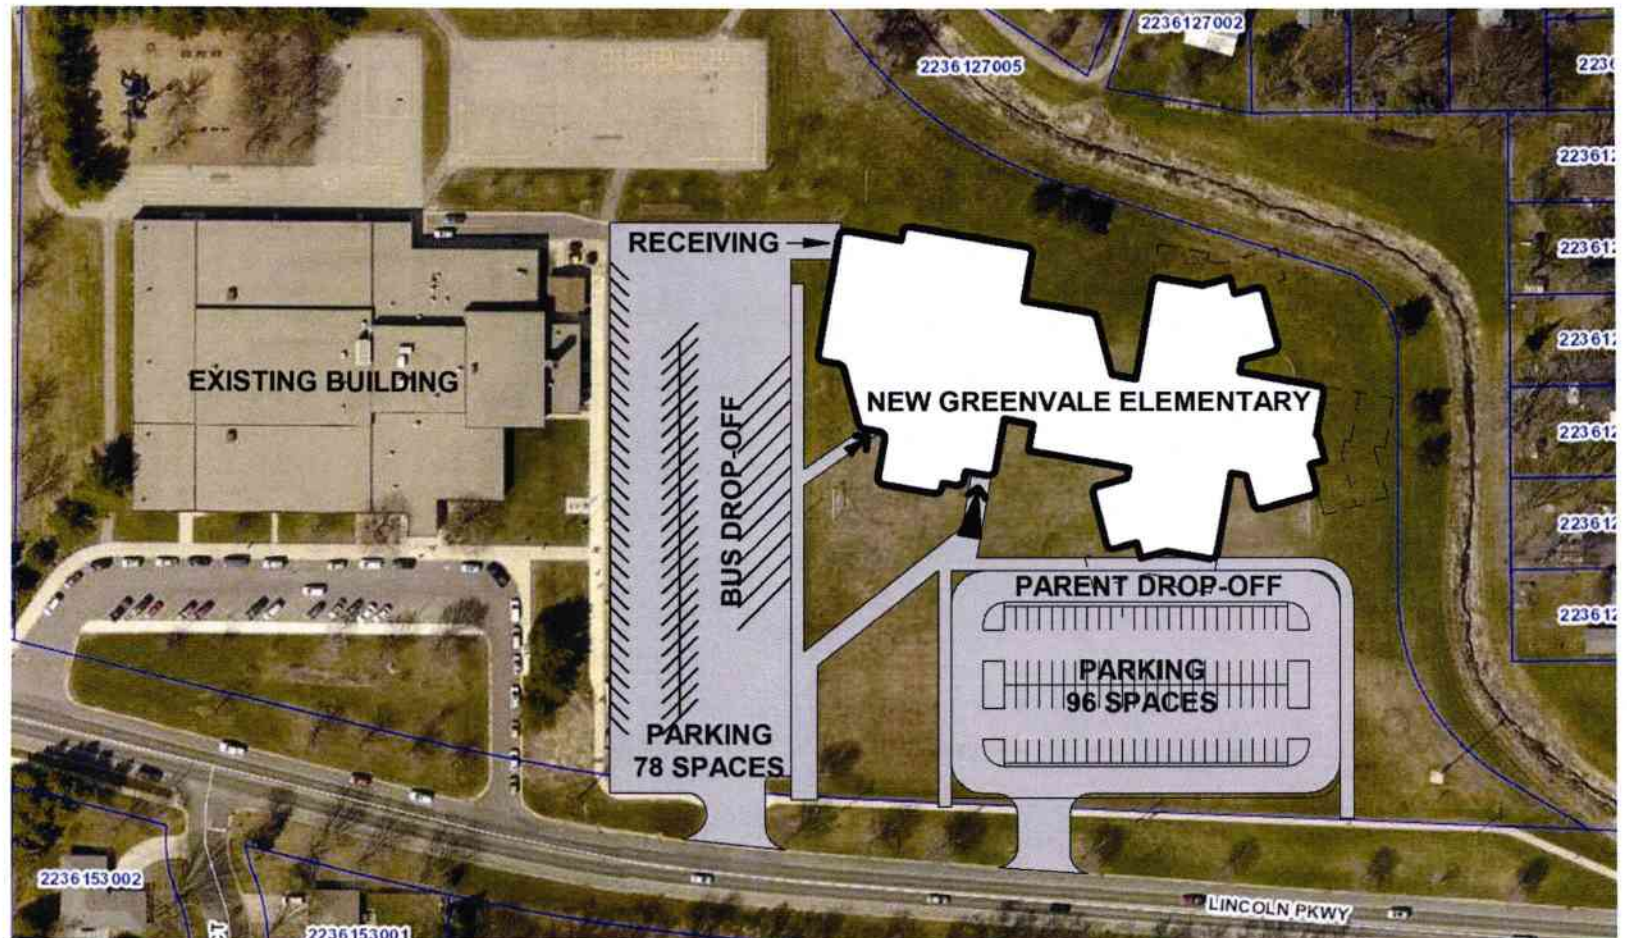 2236127002
2236127005
RECEIVING
EXISTING BUILDING
BUS DROP-OFF
NEW GREENVALE ELEMENTARY
PARENT DROP-OFF
PARKING
96 SPACES
PARKING
78 SPACES
2236153002
LINCOLN PKWY
2236153001